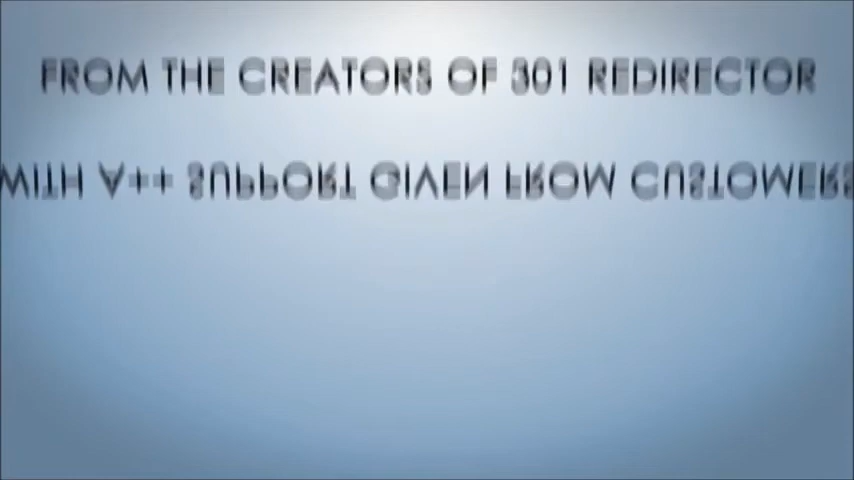 FROM THE CREATORS OF 301 REDIRECTOR
WITH A++ SUPPORT GIVEN FROM CUSTOMERS